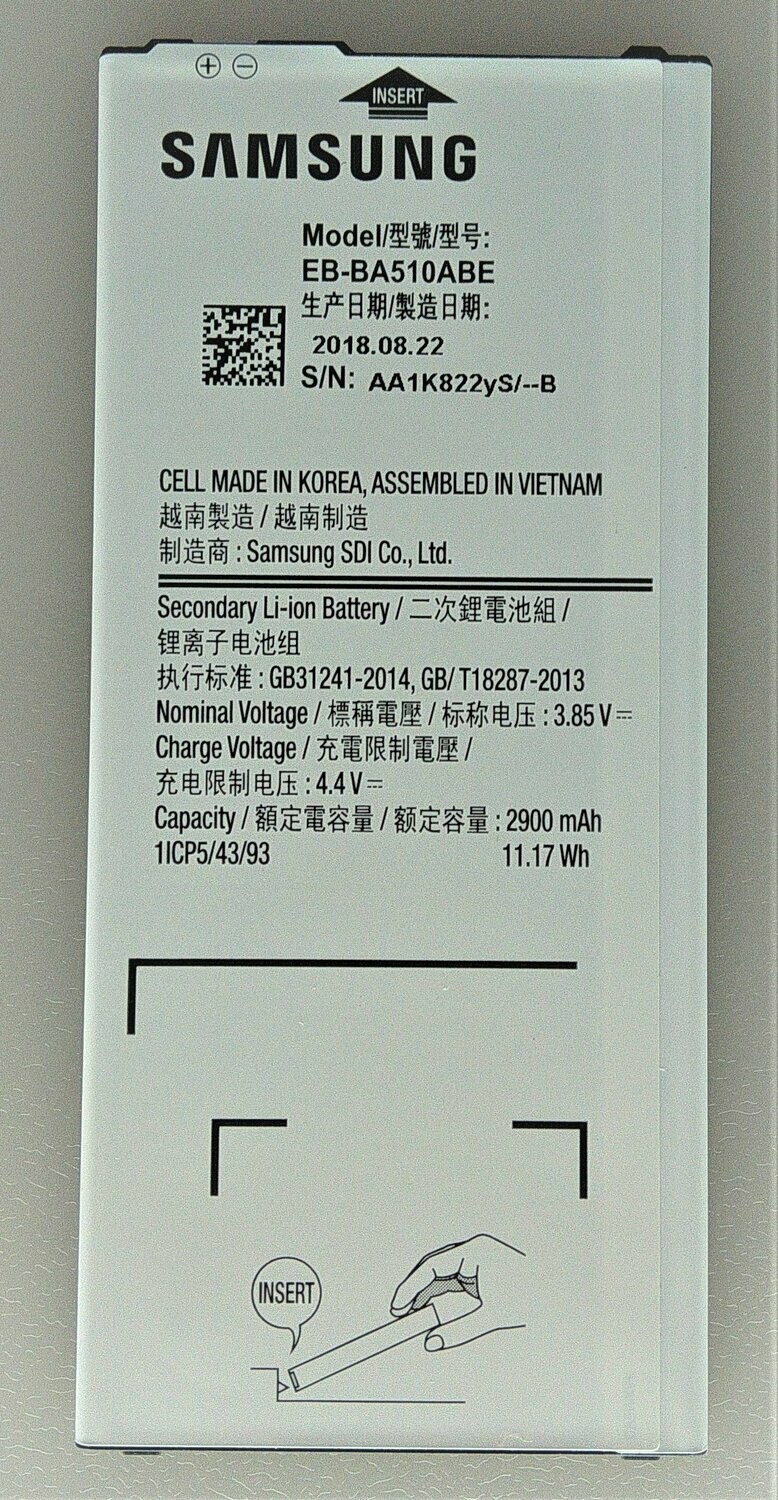 + −
INSERT
SAMSUNG
Model/型號/型号:
EB-BA510ABE
生产日期/製造日期:
2018.08.22
S/N: AA1K822yS/--B
CELL MADE IN KOREA, ASSEMBLED IN VIETNAM
越南製造 / 越南制造
制造商 : Samsung SDI Co., Ltd.
Secondary Li-ion Battery / 二次鋰電池組 /
锂离子电池组
执行标准 : GB31241-2014, GB/ T18287-2013
Nominal Voltage / 標稱電壓 / 标称电压 : 3.85 V ⎓
Charge Voltage / 充電限制電壓 /
充电限制电压 : 4.4 V ⎓
Capacity / 額定電容量 / 额定容量 : 2900 mAh
1ICP5/43/93 11.17 Wh
INSERT